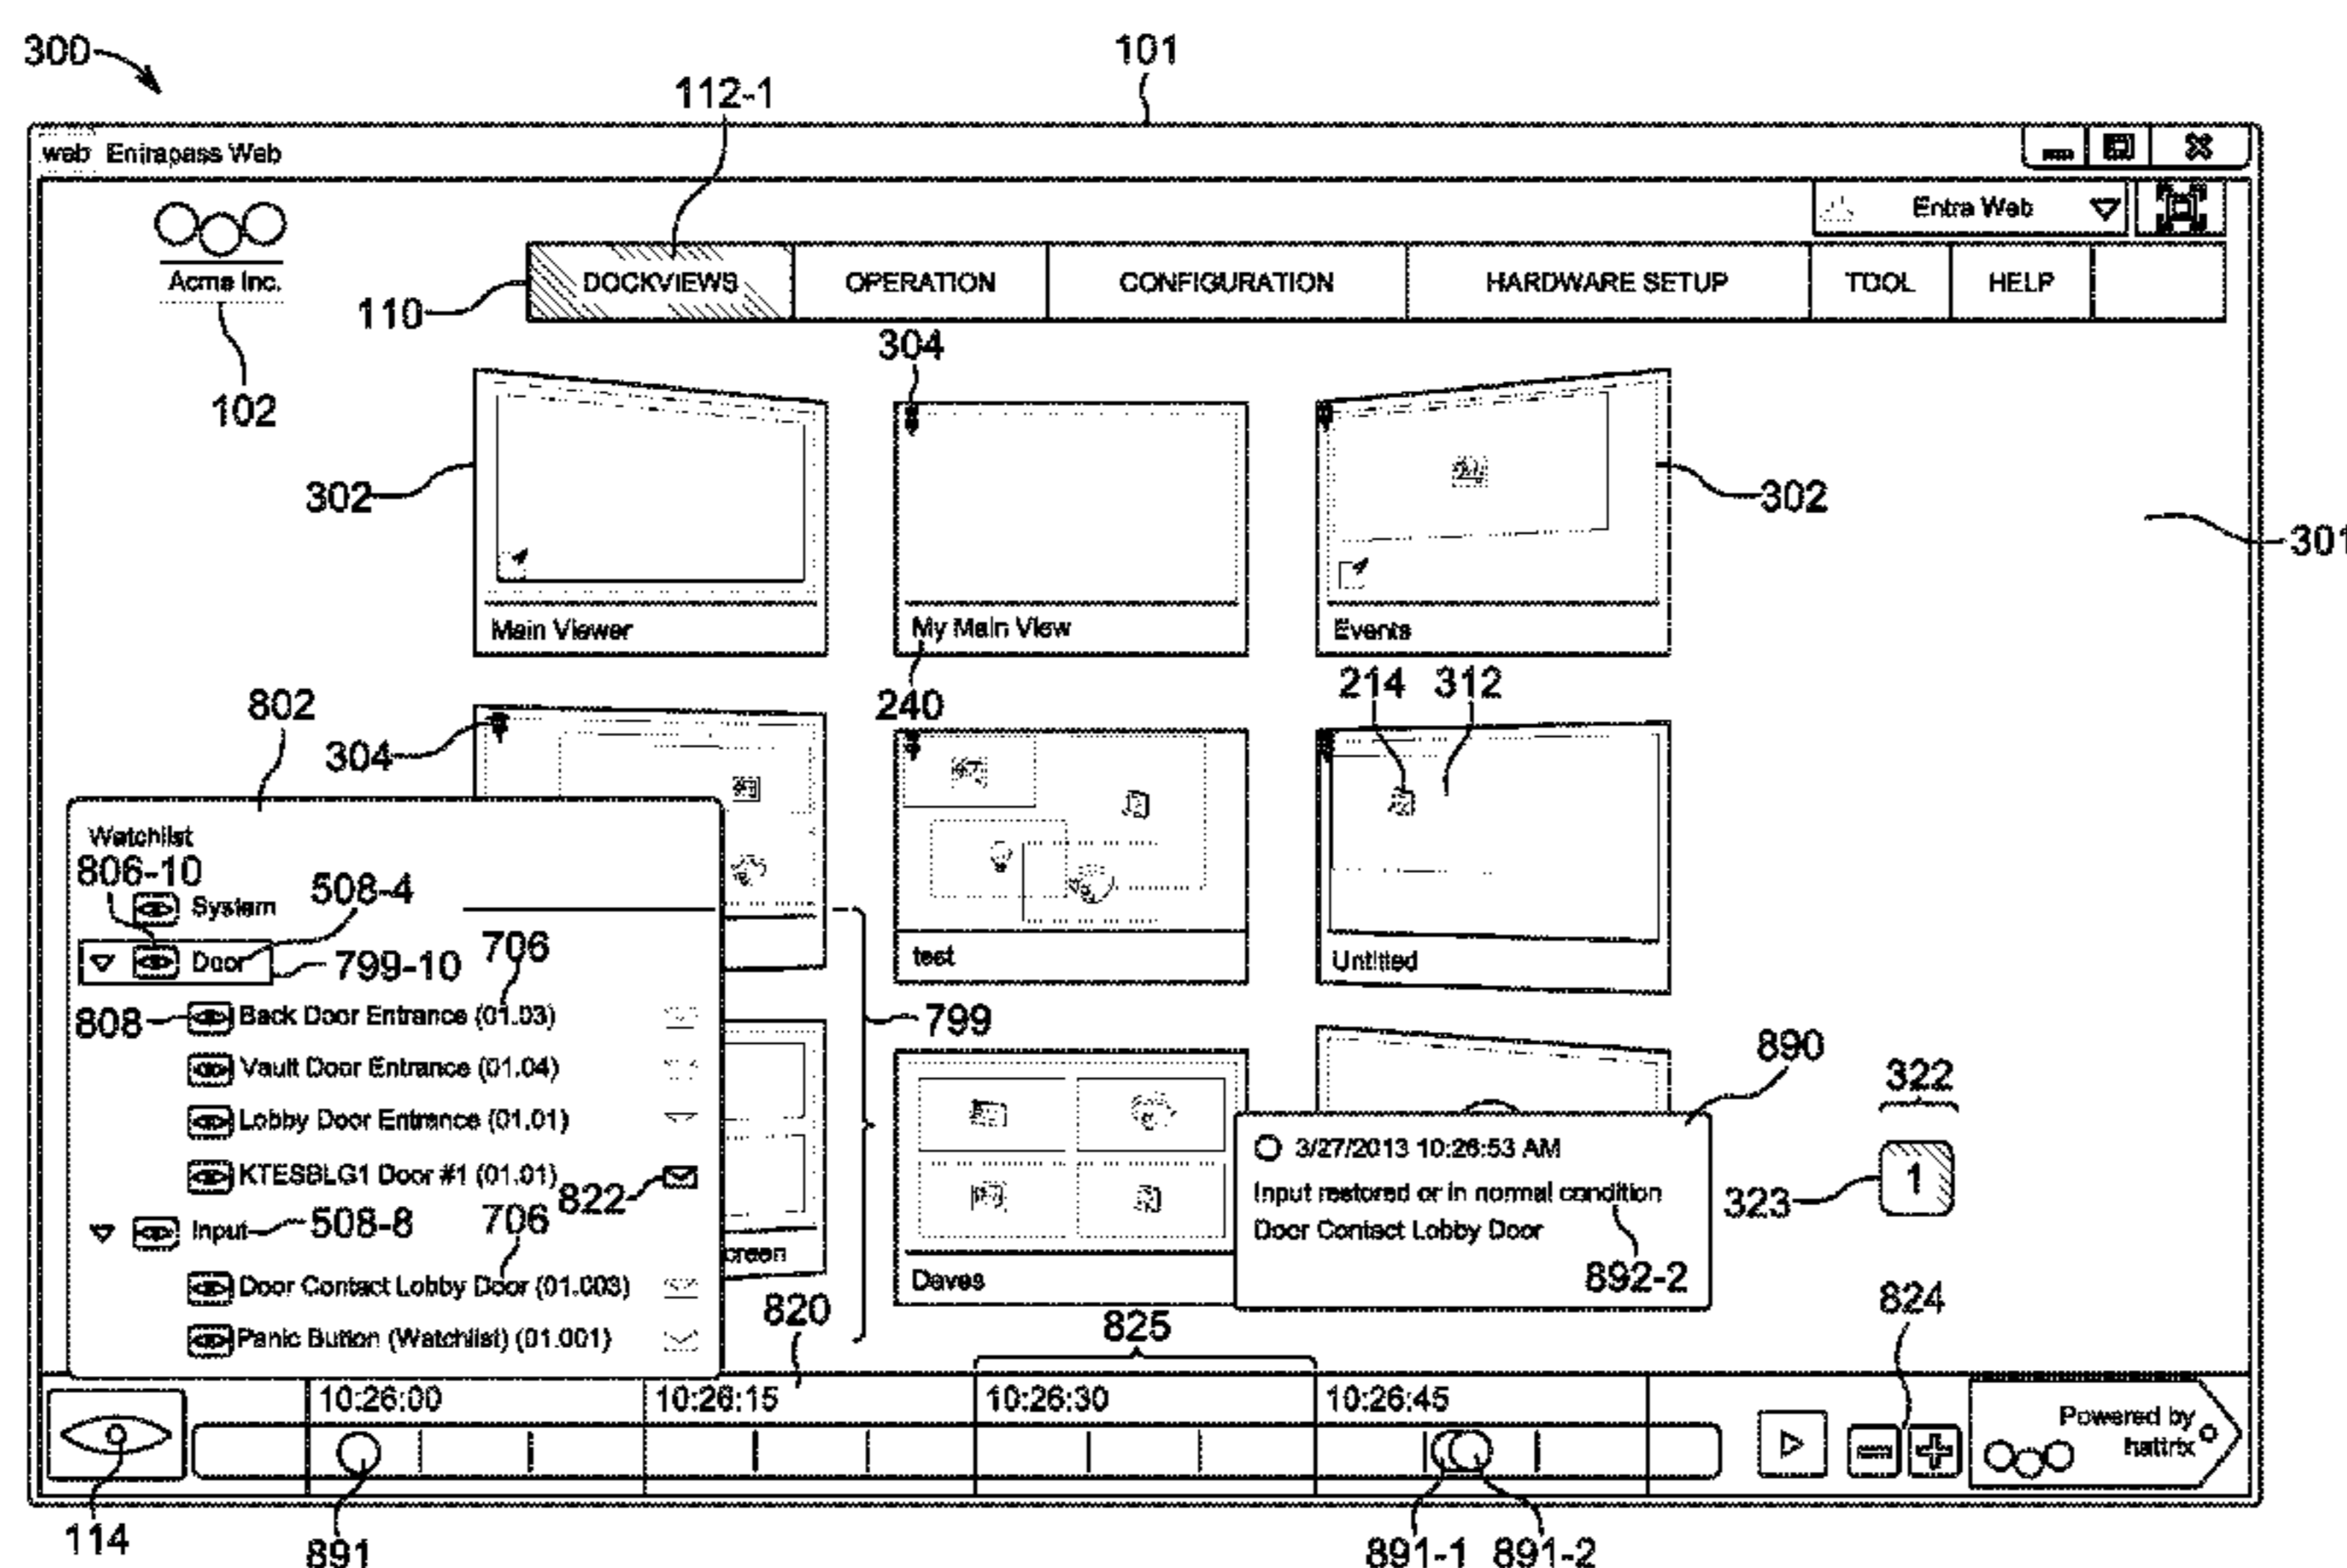 300
101
112-1
web Entrapass Web
Entra Web
Acme Inc.
110
DOCKVIEWS OPERATION CONFIGURATION HARDWARE SETUP TOOL HELP
102
304
302
302
301
Main Viewer
My Main View
Events
802
304
240
214 312
Watchlist
806-10
System
508-4
Door
799-10
706
test
Untitled
808
Back Door Entrance (01.03)
799
Vault Door Entrance (01.04)
890
322
Lobby Door Entrance (01.01)
3/27/2013 10:26:53 AM
KTESBLG1 Door #1 (01.01)
822
Input restored or in normal condition
323
1
Input
508-8
706
Door Contact Lobby Door
creen
Daves
892-2
Door Contact Lobby Door (01.003)
820
825
824
Panic Button (Watchlist) (01.001)
10:26:00 10:26:15 10:26:30 10:26:45
Powered by
hattrix
114
891
891-1 891-2